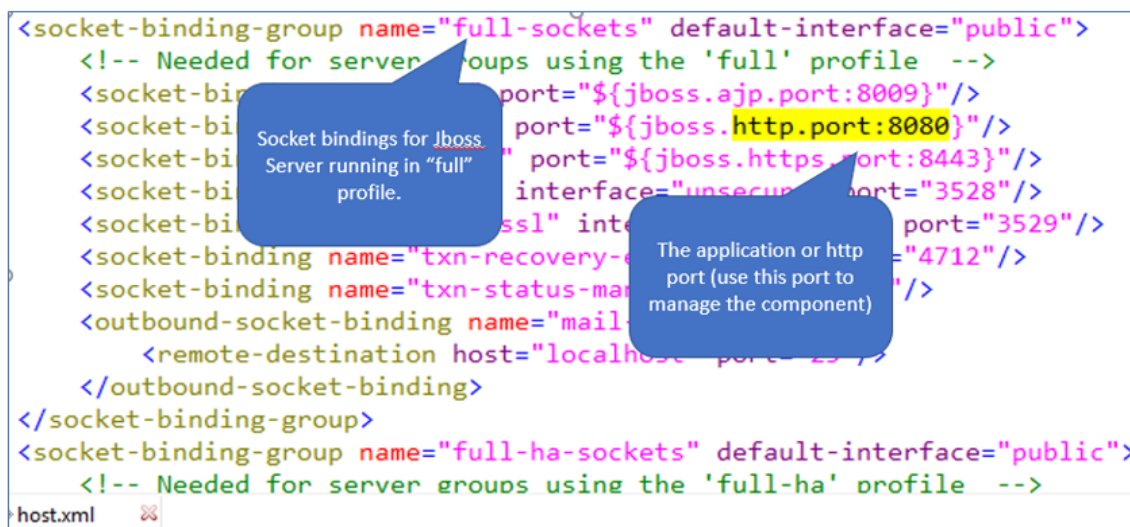 <socket-binding-group name="full-sockets" default-interface="public">
<!-- Needed for server groups using the 'full' profile -->
<socket-bin port="${jboss.ajp.port:8009}"/>
<socket-bi port="${jboss.http.port:8080}"/>
<socket-bi " port="${jboss.https.port:8443}"/>
<socket-bi interface="unsecure port="3528"/>
<socket-bi ssl" inte port="3529"/>
<socket-binding name="txn-recovery-e ="4712"/>
<socket-binding name="txn-status-ma "/>
<outbound-socket-binding name="mail-
<remote-destination host="localhost" port="25"/>
</outbound-socket-binding>
</socket-binding-group>
<socket-binding-group name="full-ha-sockets" default-interface="public">
<!-- Needed for server groups using the 'full-ha' profile -->
Socket bindings for Jboss
Server running in “full”
profile.
The application or http
port (use this port to
manage the component)
host.xml